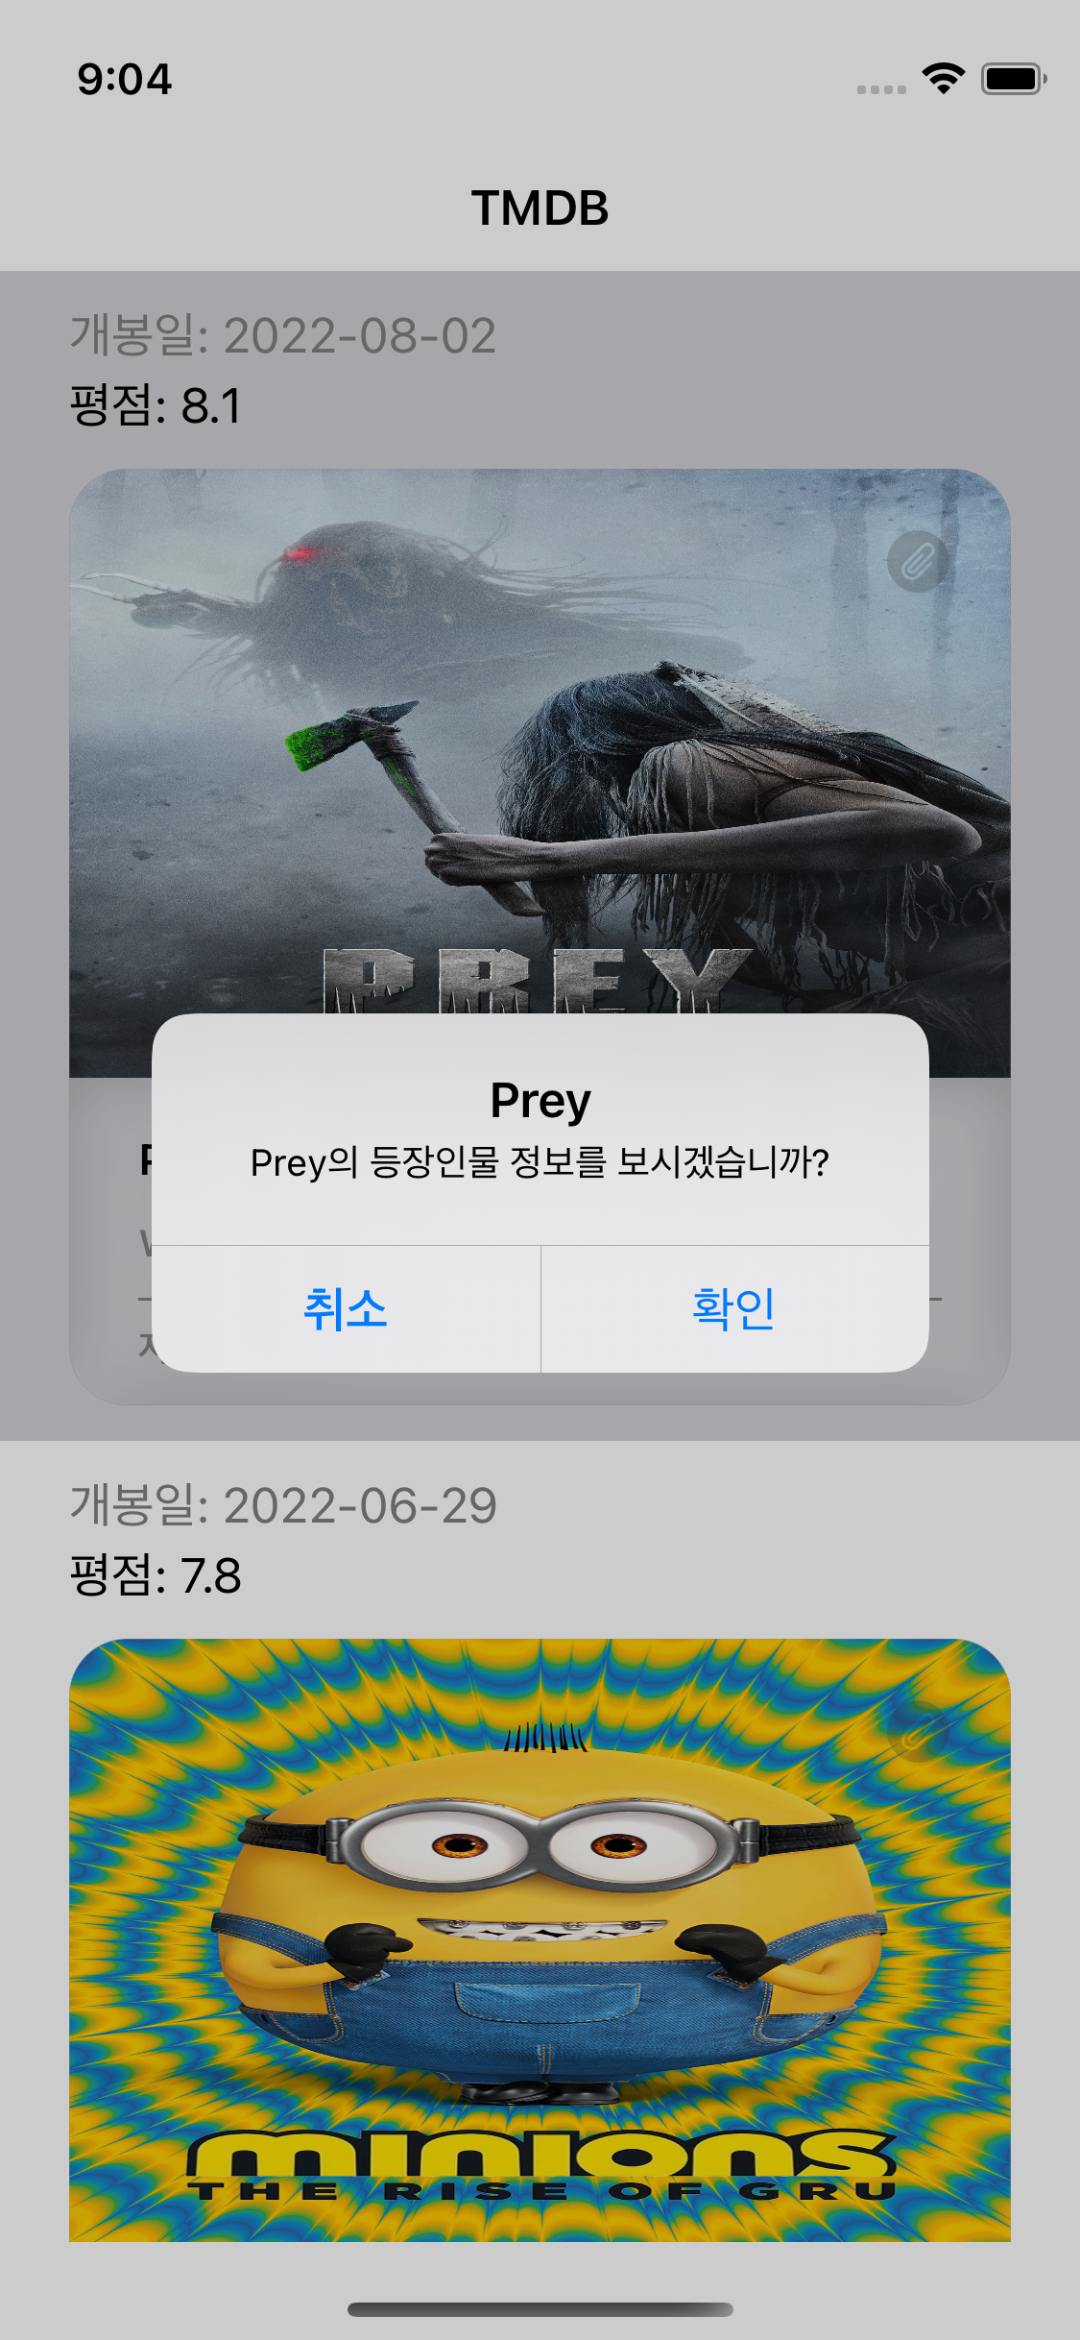 9:04
TMDB
개봉일: 2022-08-02
평점: 8.1
PREY
Prey
Prey의 등장인물 정보를 보시겠습니까?
취소
확인
개봉일: 2022-06-29
평점: 7.8
minions
THE RISE OF GRU